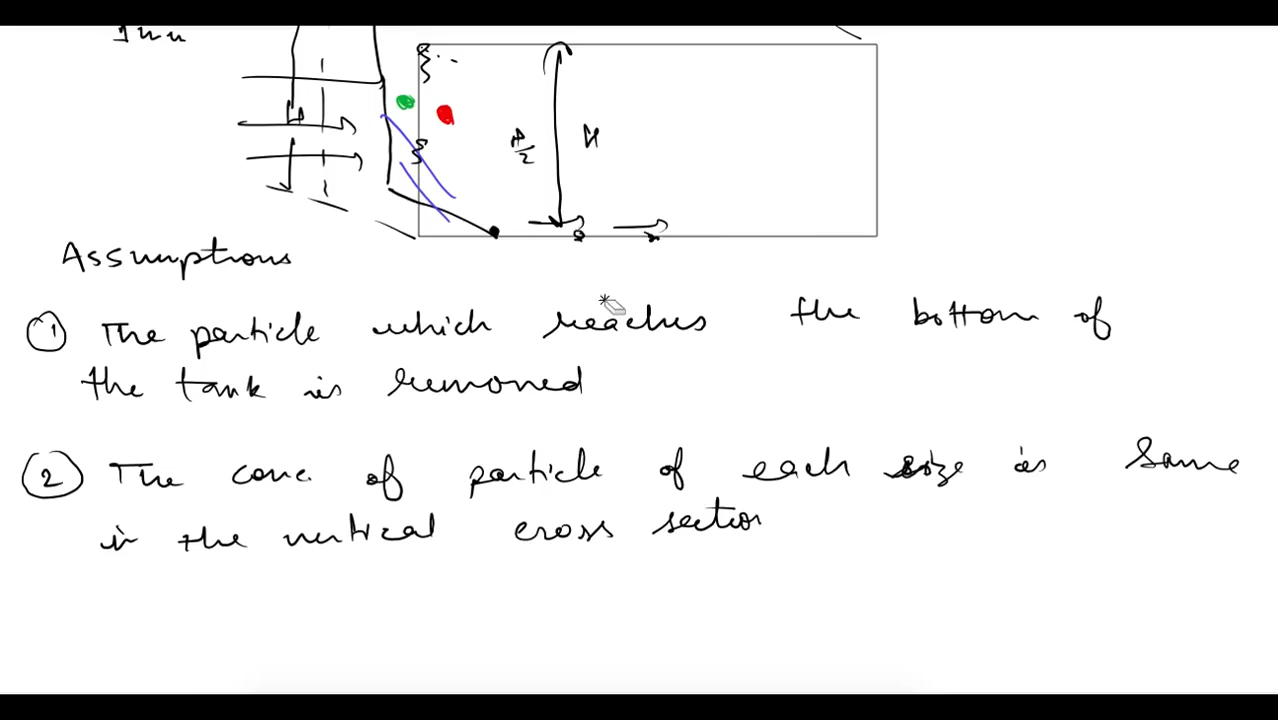 H/2 H
Assumptions
① The particle which reaches the bottom of
the tank is removed
② The conc. of particle of each size is same
in the vertical cross section